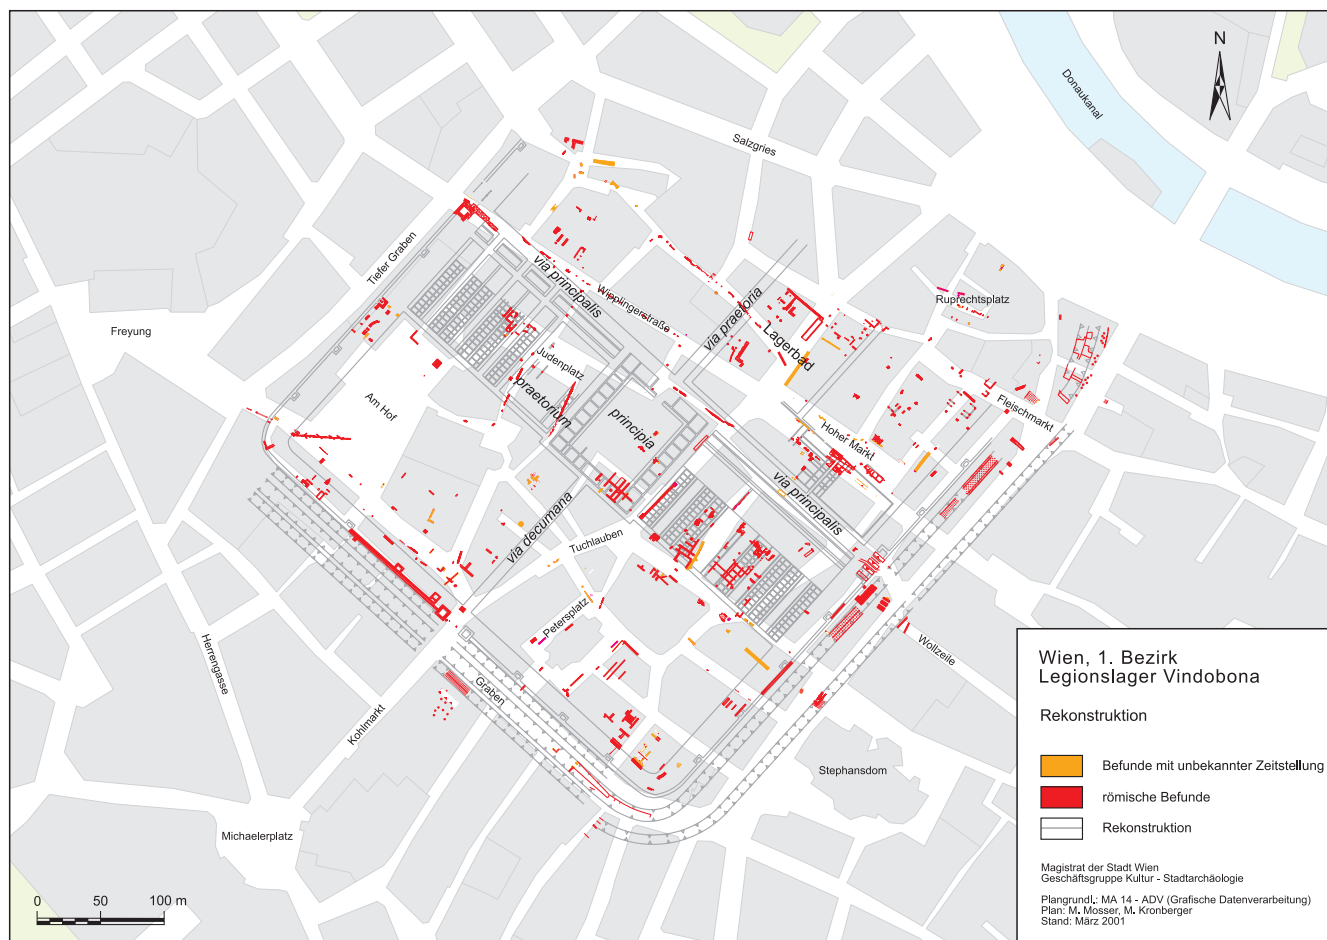 N
Donaukanal
Salzgries
Tiefer Graben
via principalis
Wipplingerstraße
via praetoria
Ruprechtsplatz
Freyung
Lagerbad
Judenplatz
praetorium
Am Hof
principia
Fleischmarkt
Hoher Markt
via principalis
via decumana
Tuchlauben
Petersplatz
Herrengasse
Wollzeile
Graben
Kohlmarkt
Stephansdom
Michaelerplatz
0 50 100 m
Wien, 1. Bezirk
Legionslager Vindobona
Rekonstruktion
Befunde mit unbekannter Zeitstellung
römische Befunde
Rekonstruktion
Magistrat der Stadt Wien
Geschäftsgruppe Kultur - Stadtarchäologie
Plangrundl.: MA 14 - ADV (Grafische Datenverarbeitung)
Plan: M. Mosser, M. Kronberger
Stand: März 2001